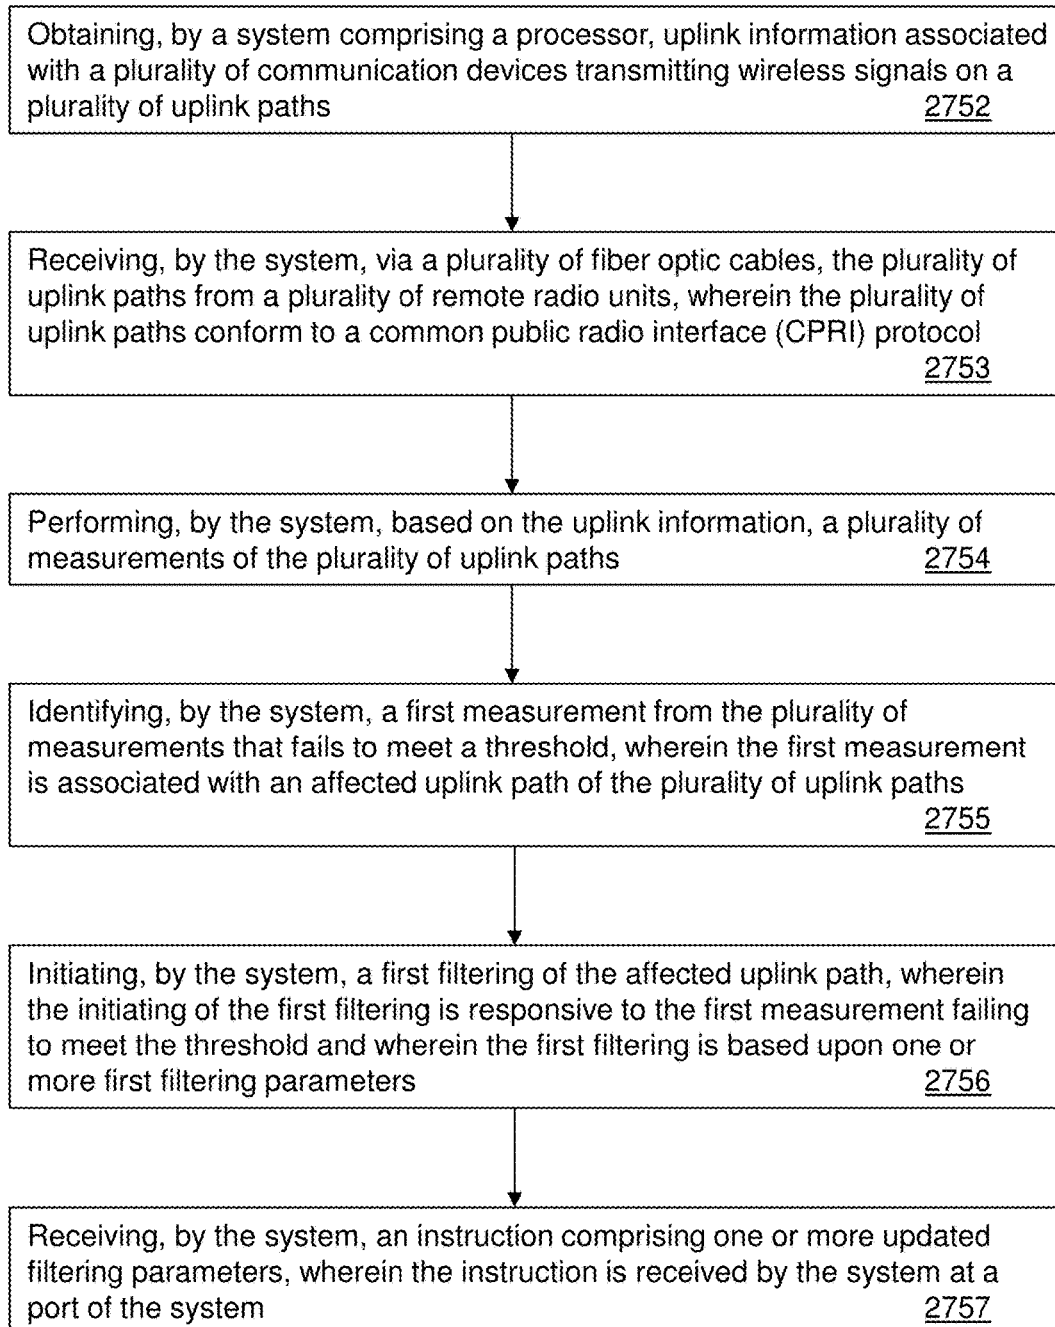 Obtaining, by a system comprising a processor, uplink information associated
with a plurality of communication devices transmitting wireless signals on a
plurality of uplink paths 2752
Receiving, by the system, via a plurality of fiber optic cables, the plurality of
uplink paths from a plurality of remote radio units, wherein the plurality of
uplink paths conform to a common public radio interface (CPRI) protocol
2753
Performing, by the system, based on the uplink information, a plurality of
measurements of the plurality of uplink paths 2754
Identifying, by the system, a first measurement from the plurality of
measurements that fails to meet a threshold, wherein the first measurement
is associated with an affected uplink path of the plurality of uplink paths
2755
Initiating, by the system, a first filtering of the affected uplink path, wherein
the initiating of the first filtering is responsive to the first measurement failing
to meet the threshold and wherein the first filtering is based upon one or
more first filtering parameters 2756
Receiving, by the system, an instruction comprising one or more updated
filtering parameters, wherein the instruction is received by the system at a
port of the system 2757